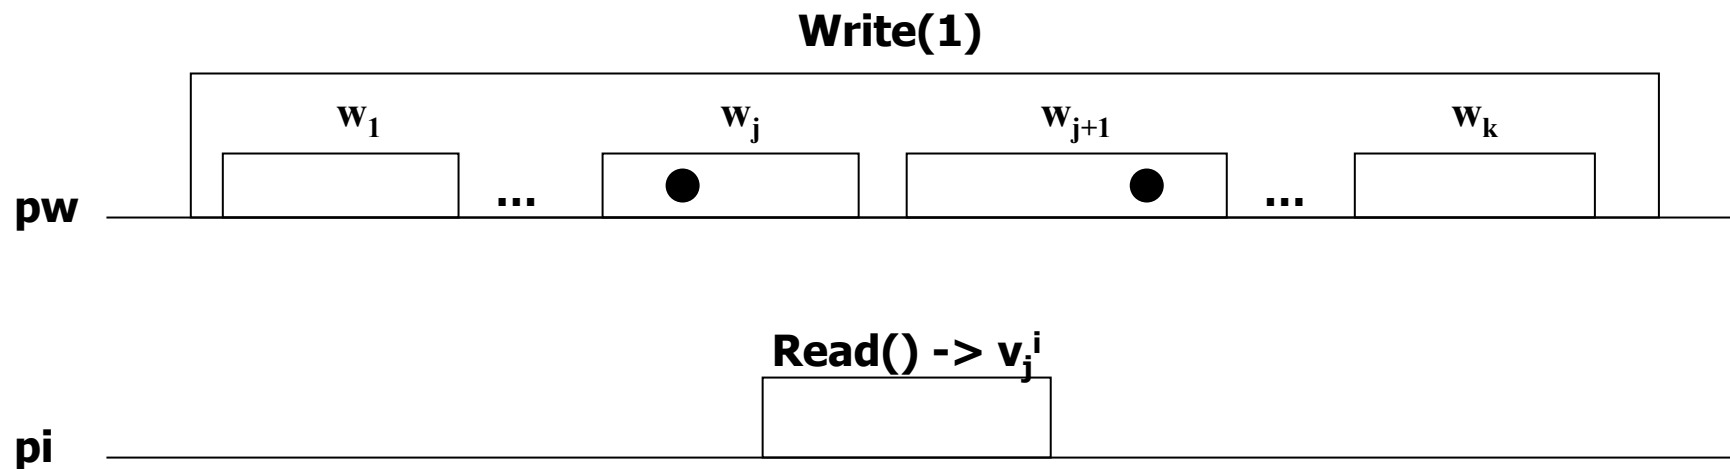 Write(1)
w₁ wⱼ wⱼ₊₁ wₖ
pw ... ...
Read() -> vⱼⁱ
pi